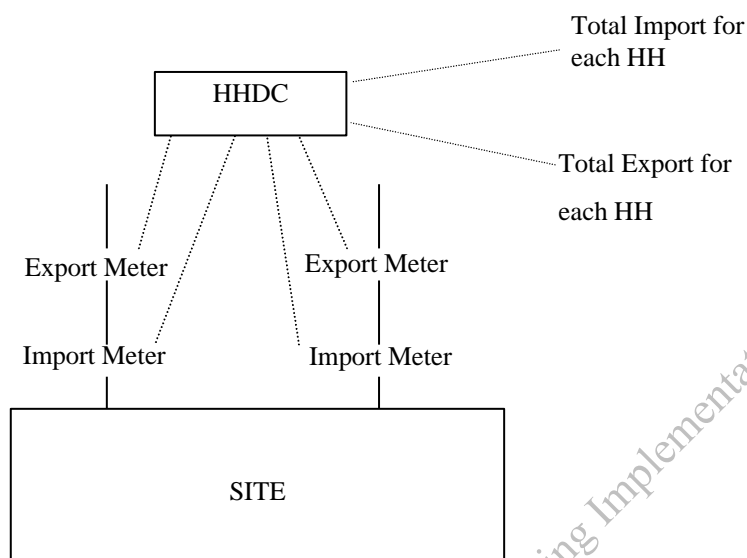 Total Import for
each HH
HHDC
Total Export for
each HH
Export Meter
Export Meter
Import Meter
Import Meter
SITE